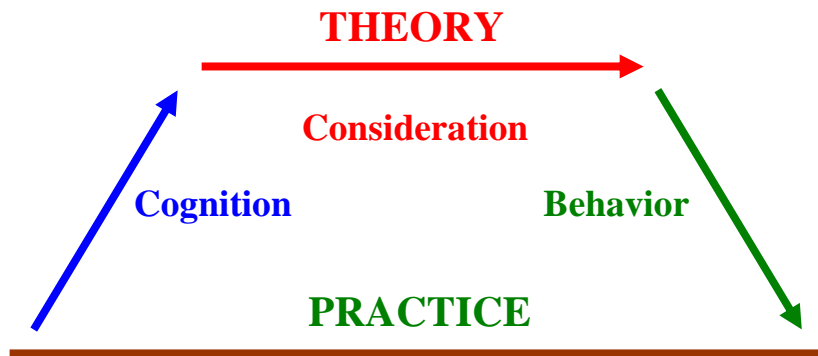 THEORY
Consideration
Cognition
Behavior
PRACTICE